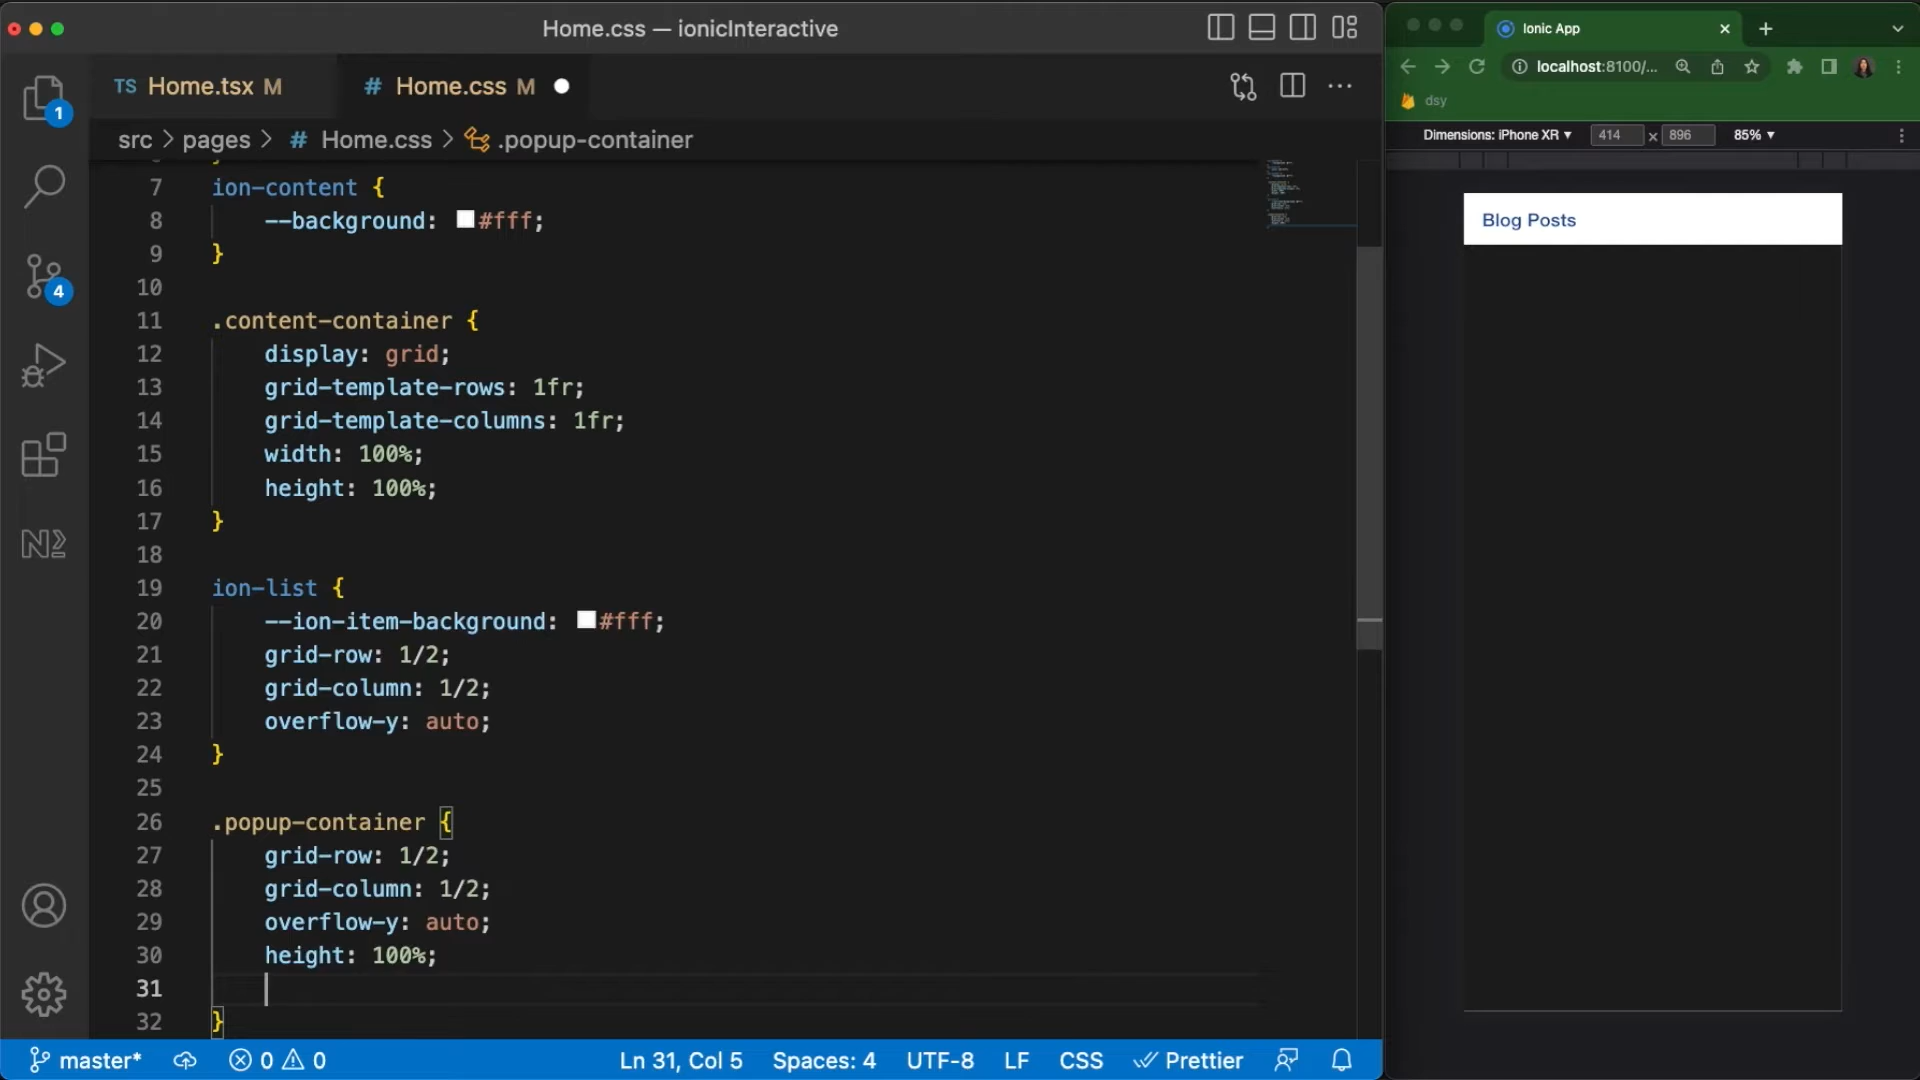 Home.css — ionicInteractive
1
4
TS Home.tsx M
# Home.css M
src > pages > # Home.css > .popup-container
7 ion-content {
8 --background: #fff;
9 }
10
11 .content-container {
12 display: grid;
13 grid-template-rows: 1fr;
14 grid-template-columns: 1fr;
15 width: 100%;
16 height: 100%;
17 }
18
19 ion-list {
20 --ion-item-background: #fff;
21 grid-row: 1/2;
22 grid-column: 1/2;
23 overflow-y: auto;
24 }
25
26 .popup-container {
27 grid-row: 1/2;
28 grid-column: 1/2;
29 overflow-y: auto;
30 height: 100%;
31
32 }
master* 0 0 Ln 31, Col 5 Spaces: 4 UTF-8 LF CSS Prettier
Ionic App
localhost:8100/...
dsy
Dimensions: iPhone XR 414 x 896 85%
Blog Posts